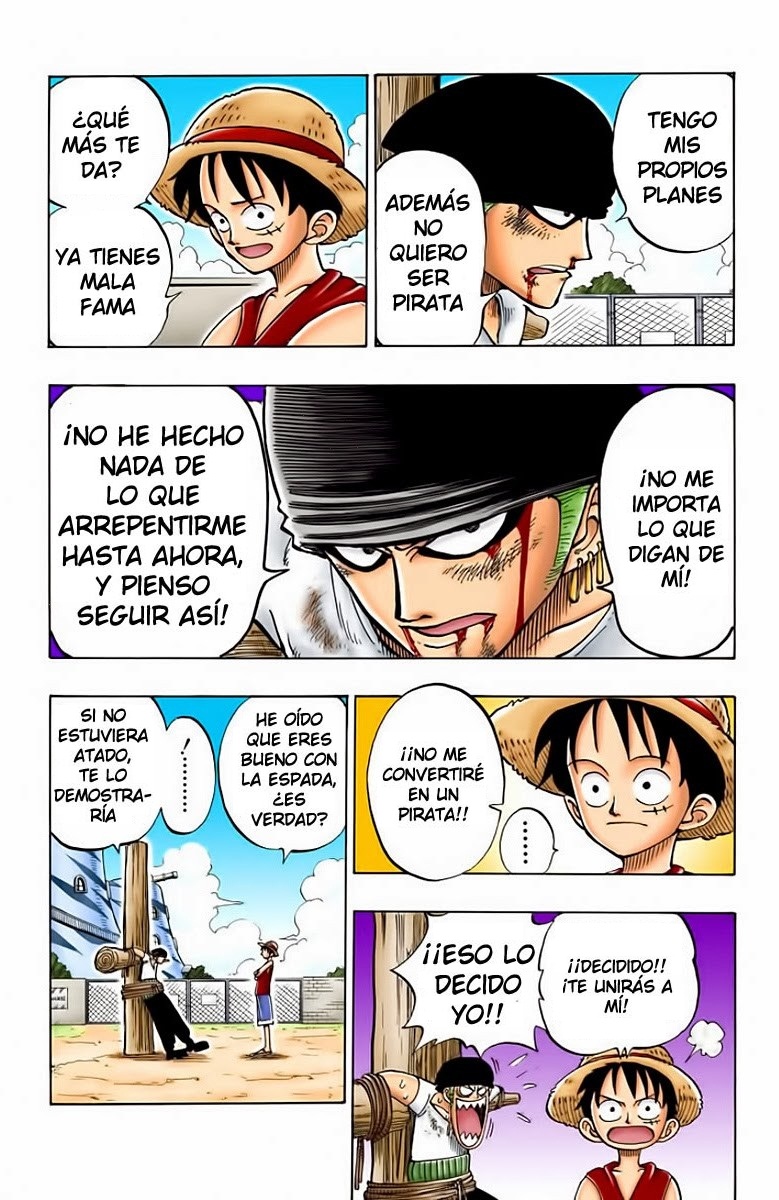 TENGO
MIS
PROPIOS
PLANES
ADEMÁS
NO
QUIERO
SER
PIRATA
¿QUÉ
MÁS TE
DA?
YA TIENES
MALA
FAMA
¡NO ME
IMPORTA
LO QUE
DIGAN DE
MÍ!
¡NO HE HECHO
NADA DE
LO QUE
ARREPENTIRME
HASTA AHORA,
Y PIENSO
SEGUIR ASÍ!
¡¡NO ME
CONVERTIRÉ
EN UN
PIRATA!!
......
¡¡DECIDIDO!!
¡TE UNIRÁS A
MÍ!
¡¡ESO LO
DECIDO
YO!!
HE OÍDO
QUE ERES
BUENO CON
LA ESPADA,
¿ES
VERDAD?
......!
SI NO
ESTUVIERA
ATADO,
TE LO
DEMOSTRA-
RÍA